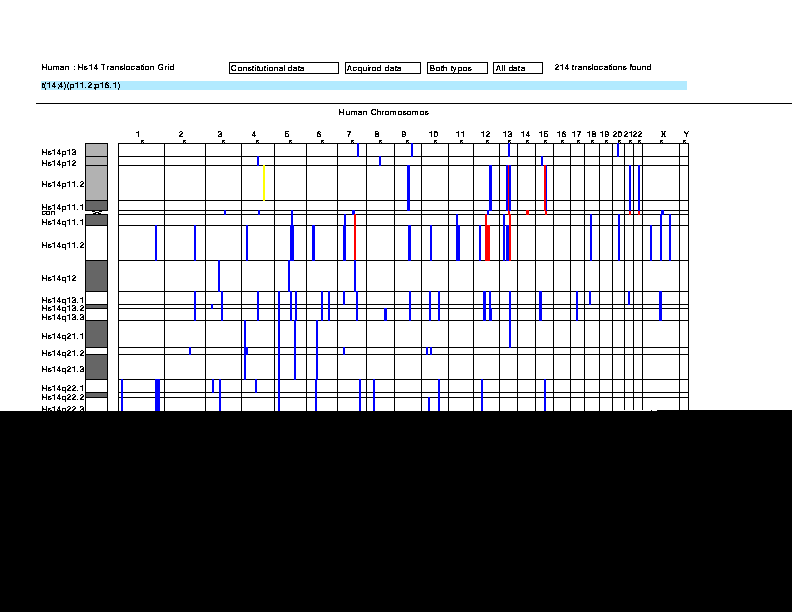 Human : Hs14 Translocation Grid Constitutional data Acquired data Both types All data 214 translocations found
t(14;4)(p11.2;p16.1)
Human Chromosomes
1 2 3 4 5 6 7 8 9 10 11 12 13 14 15 16 17 18 19 20 21 22 X Y
Hs14p13
Hs14p12
Hs14p11.2
Hs14p11.1
cen
Hs14q11.1
Hs14q11.2
Hs14q12
Hs14q13.1
Hs14q13.2
Hs14q13.3
Hs14q21.1
Hs14q21.2
Hs14q21.3
Hs14q22.1
Hs14q22.2
Hs14q22.3